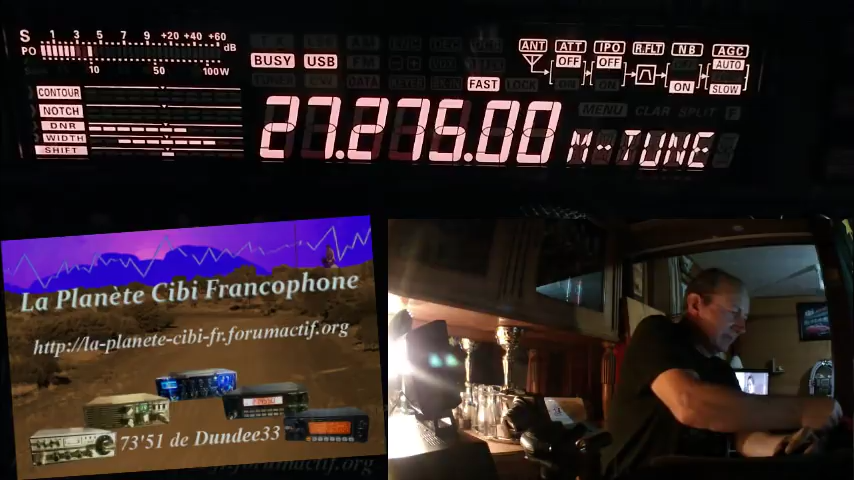 S 1 3 5 7 9 +20 +40 +60
PO dB
10 50 100W
BUSY USB
FAST
ANT ATT IPO R.FLT NB AGC
OFF OFF AUTO
ON SLOW
CONTOUR
NOTCH
DNR
WIDTH
SHIFT
27.275.00 M-TUNE
MENU CLAR SPLIT F
La Planète Cibi Francophone
http://la-planete-cibi-fr.forumactif.org
73'51 de Dundee33